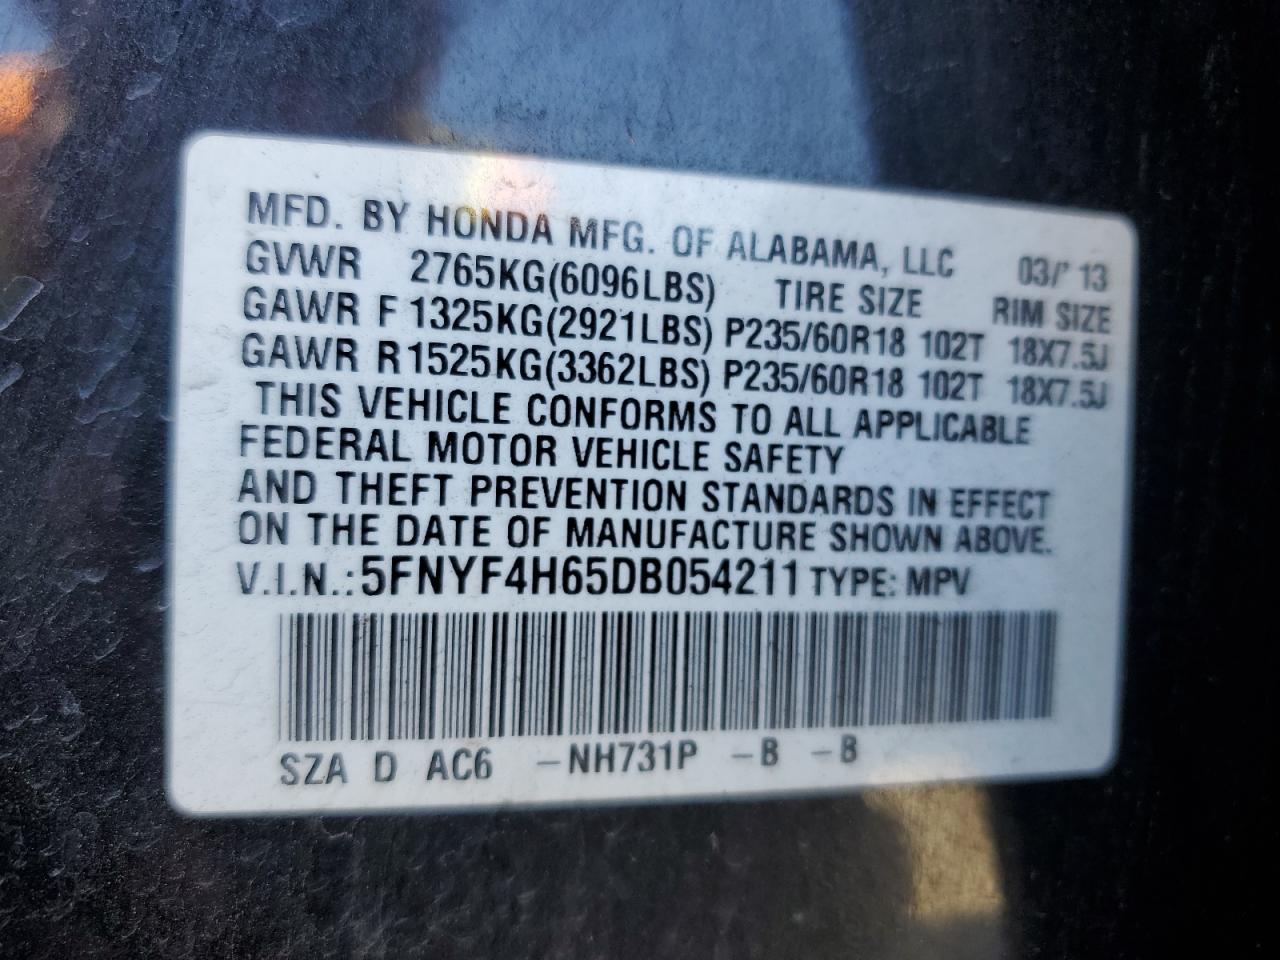 MFD. BY HONDA MFG. OF ALABAMA, LLC 03/13
GVWR 2765KG(6096LBS) TIRE SIZE RIM SIZE
GAWR F 1325KG(2921LBS) P235/60R18 102T 18X7.5J
GAWR R 1525KG(3362LBS) P235/60R18 102T 18X7.5J
THIS VEHICLE CONFORMS TO ALL APPLICABLE
FEDERAL MOTOR VEHICLE SAFETY
AND THEFT PREVENTION STANDARDS IN EFFECT
ON THE DATE OF MANUFACTURE SHOWN ABOVE.
V.I.N.: 5FNYF4H65DB054211 TYPE: MPV
SZA D AC6 –NH731P –B –B